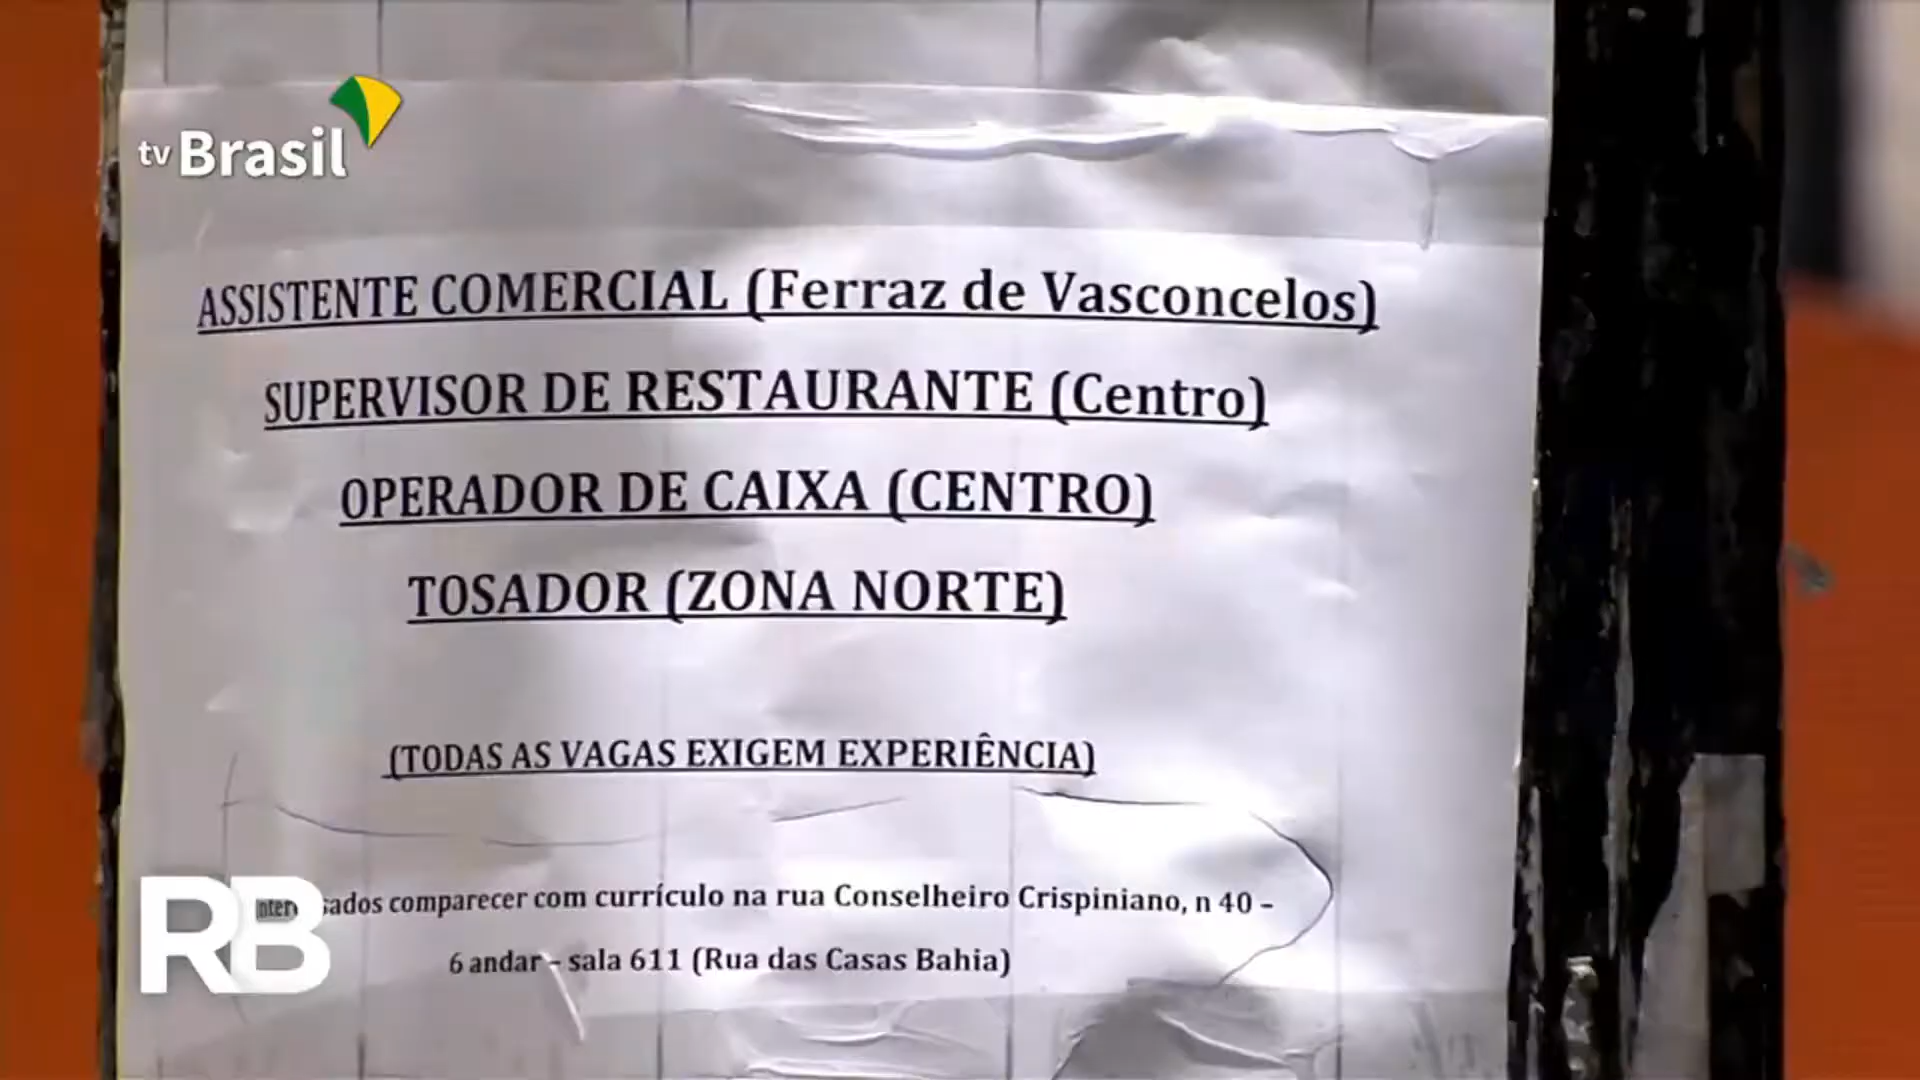 tv Brasil
ASSISTENTE COMERCIAL (Ferraz de Vasconcelos)
SUPERVISOR DE RESTAURANTE (Centro)
OPERADOR DE CAIXA (CENTRO)
TOSADOR (ZONA NORTE)
(TODAS AS VAGAS EXIGEM EXPERIÊNCIA)
comparecer com currículo na rua Conselheiro Crispiniano, n 40 –
6 andar – sala 611 (Rua das Casas Bahia)
RB